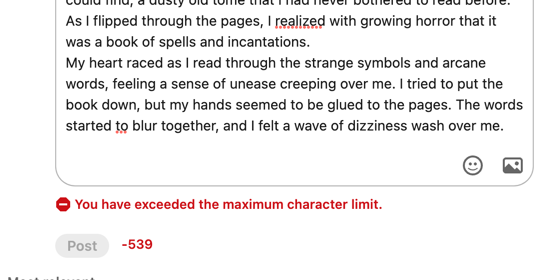 could find, a dusty old tome that I had never bothered to read before.
As I flipped through the pages, I realized with growing horror that it
was a book of spells and incantations.
My heart raced as I read through the strange symbols and arcane
words, feeling a sense of unease creeping over me. I tried to put the
book down, but my hands seemed to be glued to the pages. The words
started to blur together, and I felt a wave of dizziness wash over me.
You have exceeded the maximum character limit.
Post -539
Most relevant